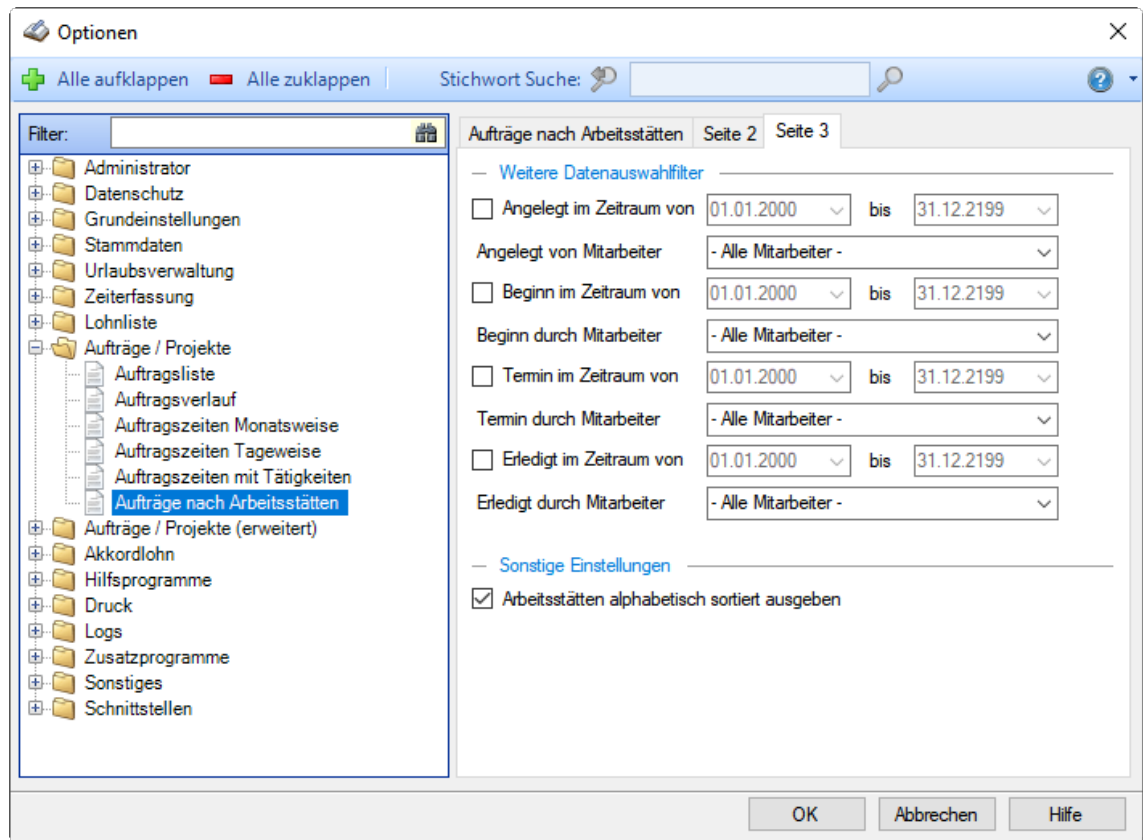 Optionen
Alle aufklappen Alle zuklappen Stichwort Suche:
Filter:
Administrator
Datenschutz
Grundeinstellungen
Stammdaten
Urlaubsverwaltung
Zeiterfassung
Lohnliste
Aufträge / Projekte
Auftragsliste
Auftragsverlauf
Auftragszeiten Monatsweise
Auftragszeiten Tageweise
Auftragszeiten mit Tätigkeiten
Aufträge nach Arbeitsstätten
Aufträge / Projekte (erweitert)
Akkordlohn
Hilfsprogramme
Druck
Logs
Zusatzprogramme
Sonstiges
Schnittstellen
Aufträge nach Arbeitsstätten Seite 2 Seite 3
Weitere Datenauswahlfilter
Angelegt im Zeitraum von 01.01.2000 bis 31.12.2199
Angelegt von Mitarbeiter - Alle Mitarbeiter -
Beginn im Zeitraum von 01.01.2000 bis 31.12.2199
Beginn durch Mitarbeiter - Alle Mitarbeiter -
Termin im Zeitraum von 01.01.2000 bis 31.12.2199
Termin durch Mitarbeiter - Alle Mitarbeiter -
Erledigt im Zeitraum von 01.01.2000 bis 31.12.2199
Erledigt durch Mitarbeiter - Alle Mitarbeiter -
Sonstige Einstellungen
Arbeitsstätten alphabetisch sortiert ausgeben
OK Abbrechen Hilfe